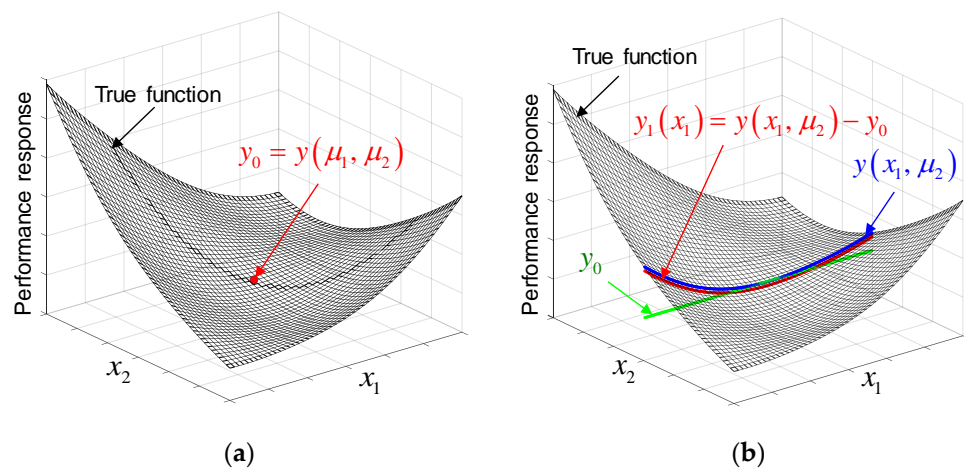 True function
Performance response
y₀ = y(μ₁, μ₂)
x₂
x₁
(a)
True function
Performance response
y₁(x₁) = y(x₁, μ₂) − y₀
y(x₁, μ₂)
y₀
x₂
x₁
(b)